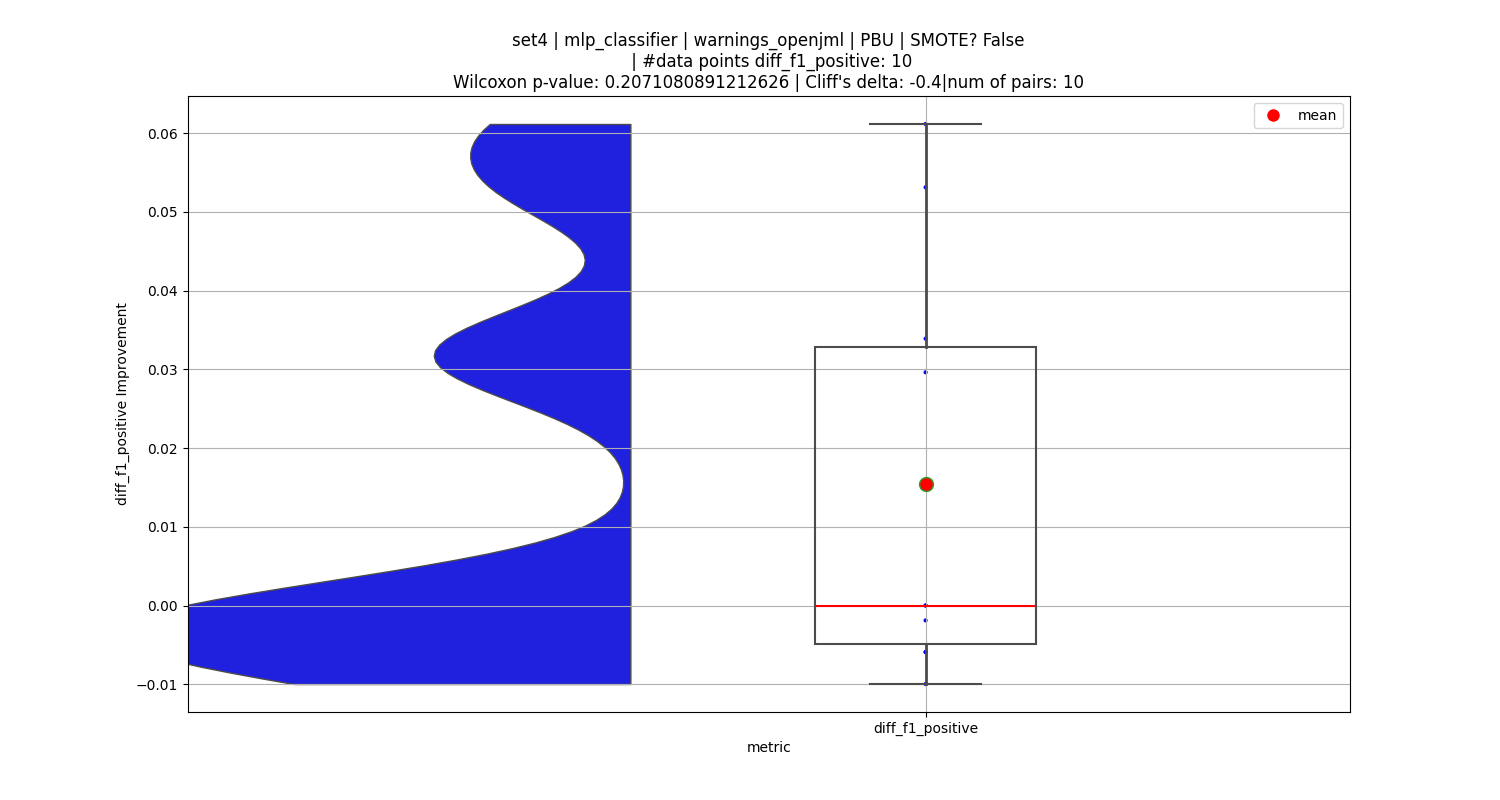 set4 | mlp_classifier | warnings_openjml | PBU | SMOTE? False
| #data points diff_f1_positive: 10
Wilcoxon p-value: 0.2071080891212626 | Cliff's delta: -0.4|num of pairs: 10
mean
0.06
0.05
0.04
0.03
0.02
0.01
0.00
−0.01
diff_f1_positive Improvement
diff_f1_positive
metric